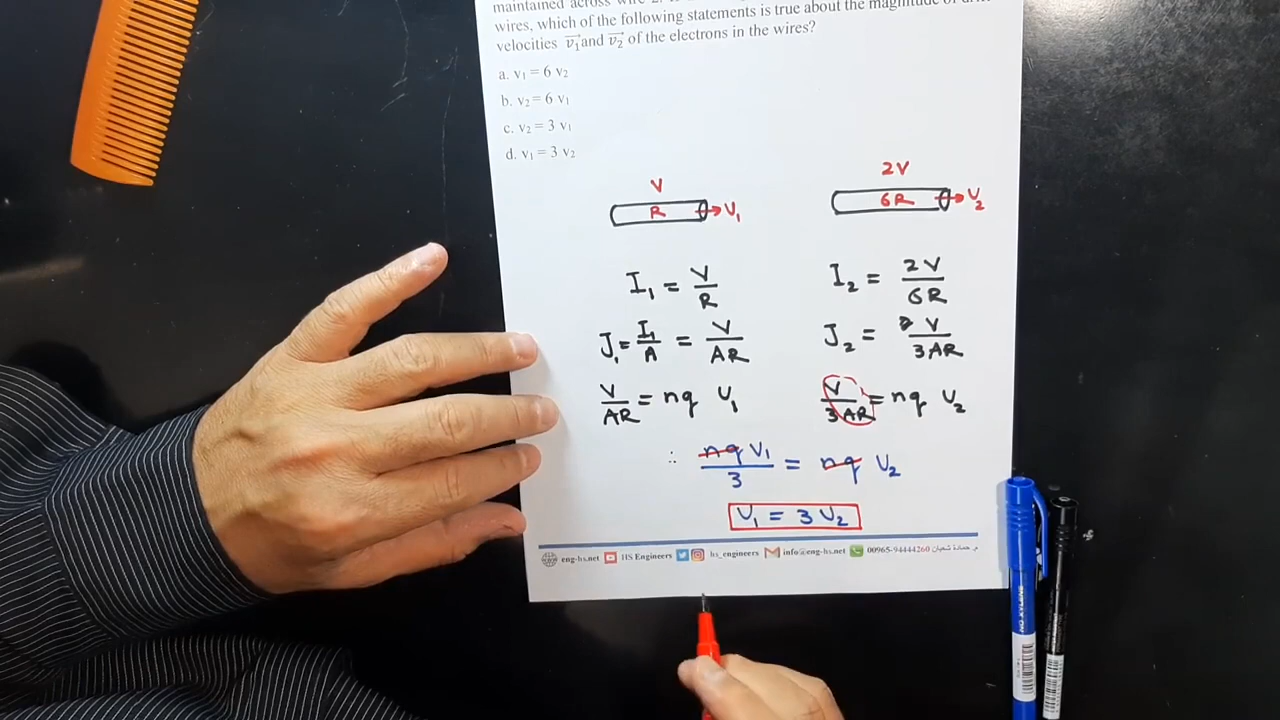 maintained across wire 2.
wires, which of the following statements is true about the magnitude of
velocities v₁ and v₂ of the electrons in the wires?
a. v₁ = 6 v₂
b. v₂ = 6 v₁
c. v₂ = 3 v₁
d. v₁ = 3 v₂
V
2V
R → V₁
6R → V₂
I₁ = V/R
I₂ = 2V/6R
J₁ = I₁/A = V/AR
J₂ = V/3AR
V/AR = nq V₁
V/3AR = nq V₂
∴ nq V₁/3 = nq V₂
V₁ = 3 V₂
eng-hs.net HS Engineers hs_engineers info@eng-hs.net 00965-94444260 م. حمادة شعبان
NO. XYLENE